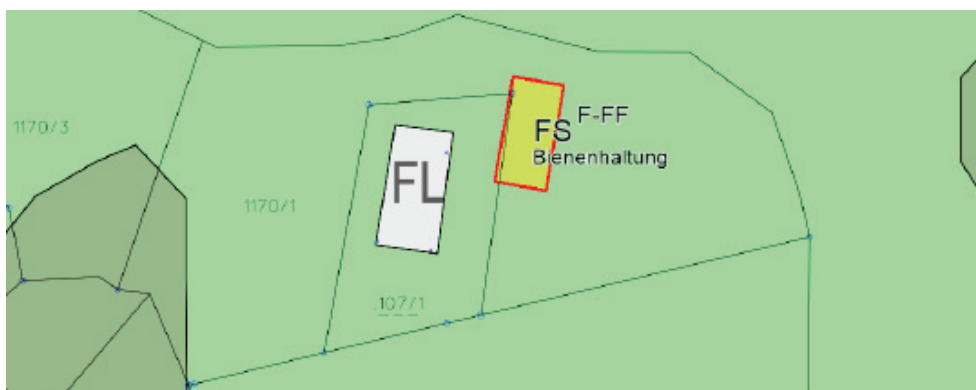 F-FF
FS
1170/3
Bienenhaltung
FL
1170/1
.107/1